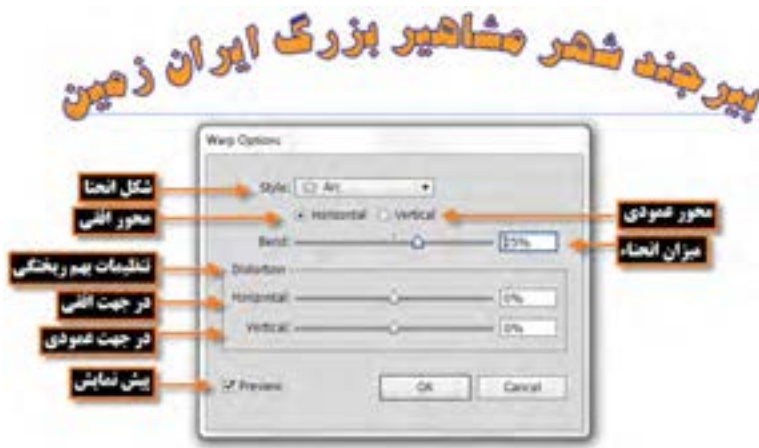 بیرجند شهر مشاهیر بزرگ ایران زمین
Warp Options
شکل انحنا
Style: Arc
محور افقی
Horizontal Vertical
محور عمودی
Bend: 25%
میزان انحناء
تنظیمات بهم ریختگی
Distortion
در جهت افقی
Horizontal: 0%
در جهت عمودی
Vertical: 0%
پیش نمایش
Preview OK Cancel